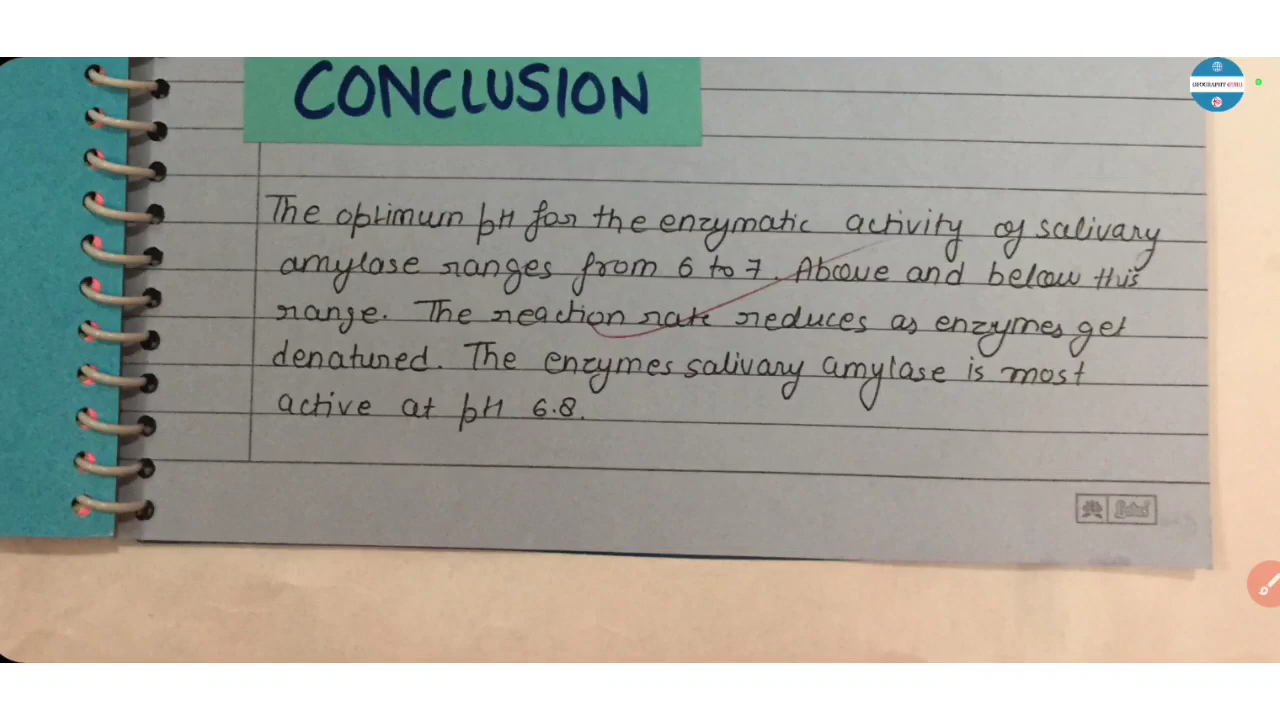 CONCLUSION
The optimum pH for the enzymatic activity of salivary
amylase ranges from 6 to 7. Above and below this
range. The reaction rate reduces as enzymes get
denatured. The enzymes salivary amylase is most
active at pH 6.8.